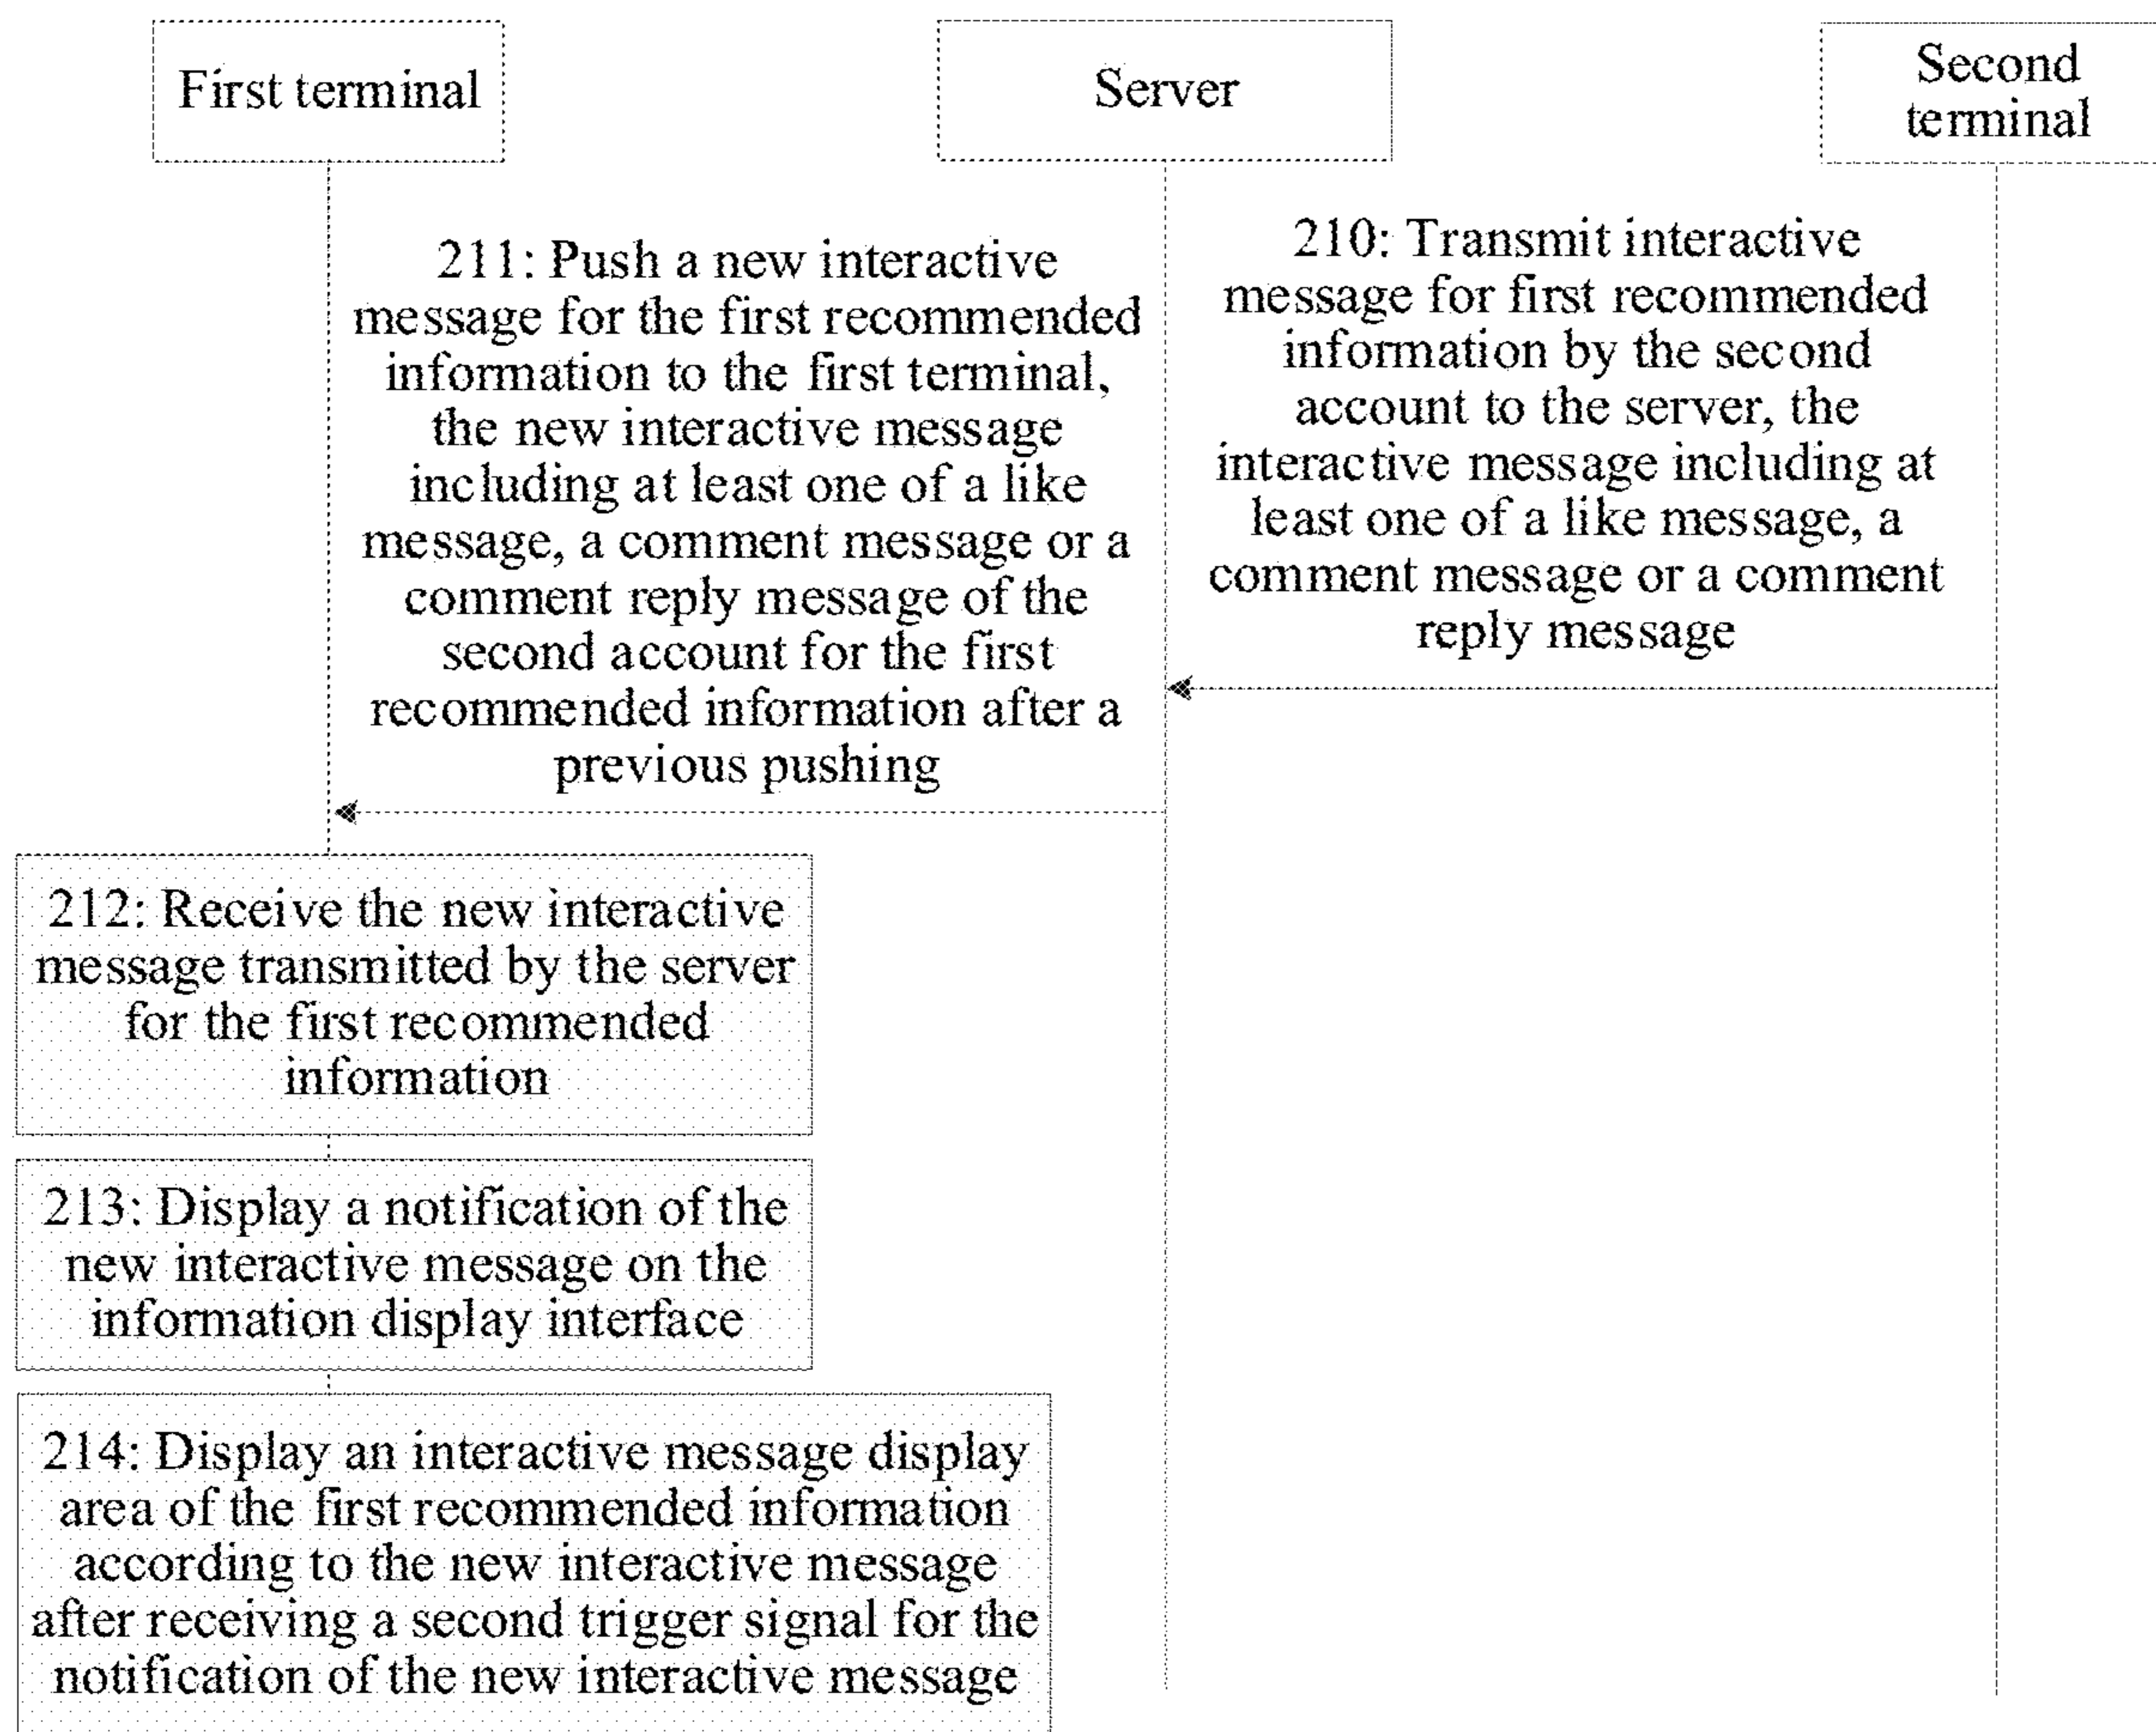 First terminal
Server
Second
terminal
210: Transmit interactive
message for first recommended
information by the second
account to the server, the
interactive message including at
least one of a like message, a
comment message or a comment
reply message
211: Push a new interactive
message for the first recommended
information to the first terminal,
the new interactive message
including at least one of a like
message, a comment message or a
comment reply message of the
second account for the first
recommended information after a
previous pushing
212: Receive the new interactive
message transmitted by the server
for the first recommended
information
213: Display a notification of the
new interactive message on the
information display interface
214: Display an interactive message display
area of the first recommended information
according to the new interactive message
after receiving a second trigger signal for the
notification of the new interactive message